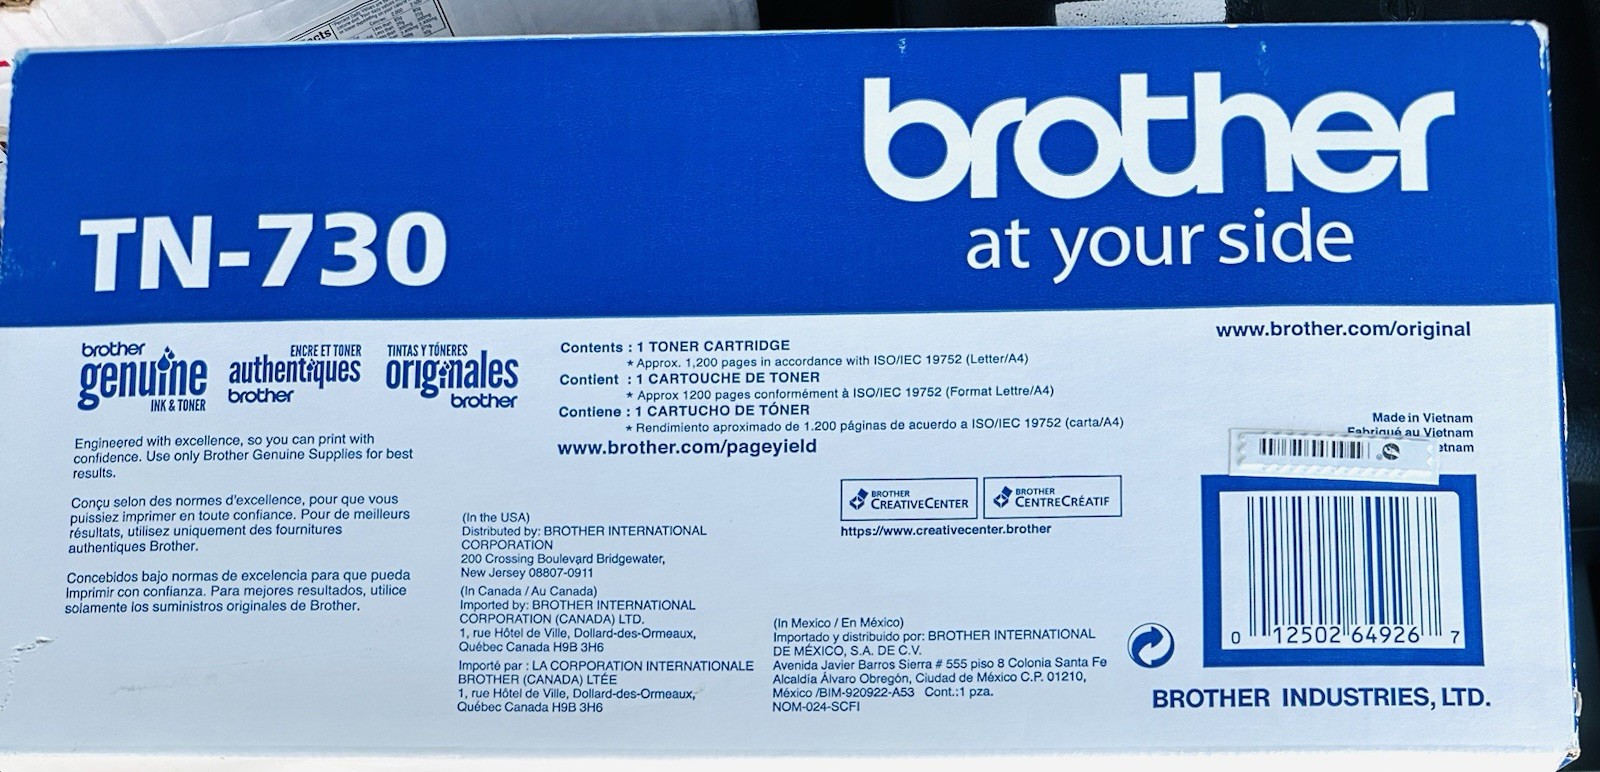 acts
brother
at your side
TN-730
www.brother.com/original
brother
genuine
INK & TONER
ENCRE ET TONER
authentiques
brother
TINTAS Y TÓNERES
originales
brother
Engineered with excellence, so you can print with
confidence. Use only Brother Genuine Supplies for best
results.
Conçu selon des normes d'excellence, pour que vous
puissiez imprimer en toute confiance. Pour de meilleurs
résultats, utilisez uniquement des fournitures
authentiques Brother.
Concebidos bajo normas de excelencia para que pueda
Imprimir con confianza. Para mejores resultados, utilice
solamente los suministros originales de Brother.
Contents : 1 TONER CARTRIDGE
* Approx. 1,200 pages in accordance with ISO/IEC 19752 (Letter/A4)
Contient : 1 CARTOUCHE DE TONER
* Approx 1200 pages conformément à ISO/IEC 19752 (Format Lettre/A4)
Contiene : 1 CARTUCHO DE TÓNER
* Rendimiento aproximado de 1.200 páginas de acuerdo a ISO/IEC 19752 (carta/A4)
www.brother.com/pageyield
(In the USA)
Distributed by: BROTHER INTERNATIONAL
CORPORATION
200 Crossing Boulevard Bridgewater,
New Jersey 08807-0911
(In Canada / Au Canada)
Imported by: BROTHER INTERNATIONAL
CORPORATION (CANADA) LTD.
1, rue Hôtel de Ville, Dollard-des-Ormeaux,
Québec Canada H9B 3H6
Importé par : LA CORPORATION INTERNATIONALE
BROTHER (CANADA) LTÉE
1, rue Hôtel de Ville, Dollard-des-Ormeaux,
Québec Canada H9B 3H6
BROTHER
CREATIVECENTER
BROTHER
CENTRECRÉATIF
https://www.creativecenter.brother
(In Mexico / En México)
Importado y distribuido por: BROTHER INTERNATIONAL
DE MÉXICO, S.A. DE C.V.
Avenida Javier Barros Sierra # 555 piso 8 Colonia Santa Fe
Alcaldía Álvaro Obregón, Ciudad de México C.P. 01210,
México /BIM-920922-A53 Cont.:1 pza.
NOM-024-SCFI
Made in Vietnam
Fabriqué au Vietnam
etnam
0 12502 64926 7
BROTHER INDUSTRIES, LTD.